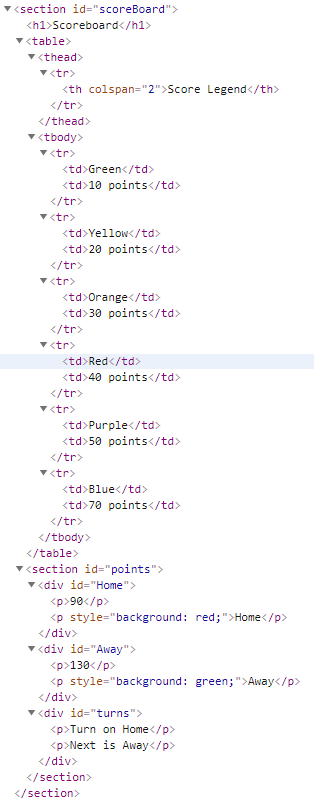 <section id="scoreBoard">
<h1>Scoreboard</h1>
<table>
<thead>
<tr>
<th colspan="2">Score Legend</th>
</tr>
</thead>
<tbody>
<tr>
<td>Green</td>
<td>10 points</td>
</tr>
<tr>
<td>Yellow</td>
<td>20 points</td>
</tr>
<tr>
<td>Orange</td>
<td>30 points</td>
</tr>
<tr>
<td>Red</td>
<td>40 points</td>
</tr>
<tr>
<td>Purple</td>
<td>50 points</td>
</tr>
<tr>
<td>Blue</td>
<td>70 points</td>
</tr>
</tbody>
</table>
<section id="points">
<div id="Home">
<p>90</p>
<p style="background: red;">Home</p>
</div>
<div id="Away">
<p>130</p>
<p style="background: green;">Away</p>
</div>
<div id="turns">
<p>Turn on Home</p>
<p>Next is Away</p>
</div>
</section>
</section>